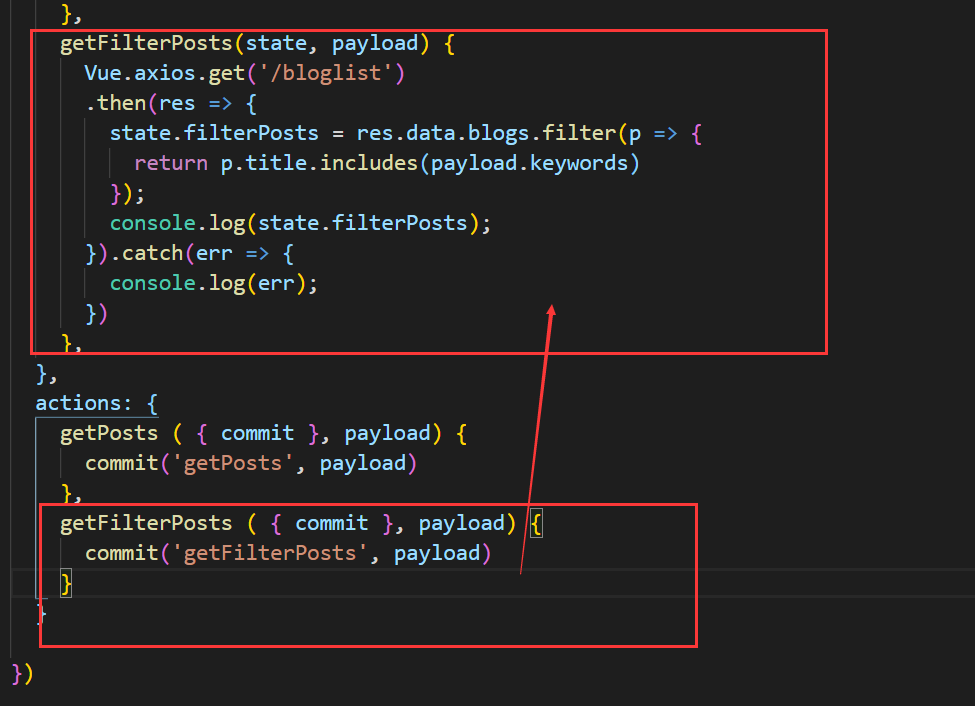 },
getFilterPosts(state, payload) {
Vue.axios.get('/bloglist')
.then(res => {
state.filterPosts = res.data.blogs.filter(p => {
return p.title.includes(payload.keywords)
});
console.log(state.filterPosts);
}).catch(err => {
console.log(err);
})
},
},
actions: {
getPosts ( { commit }, payload) {
commit('getPosts', payload)
},
getFilterPosts ( { commit }, payload) {
commit('getFilterPosts', payload)
}
}
})